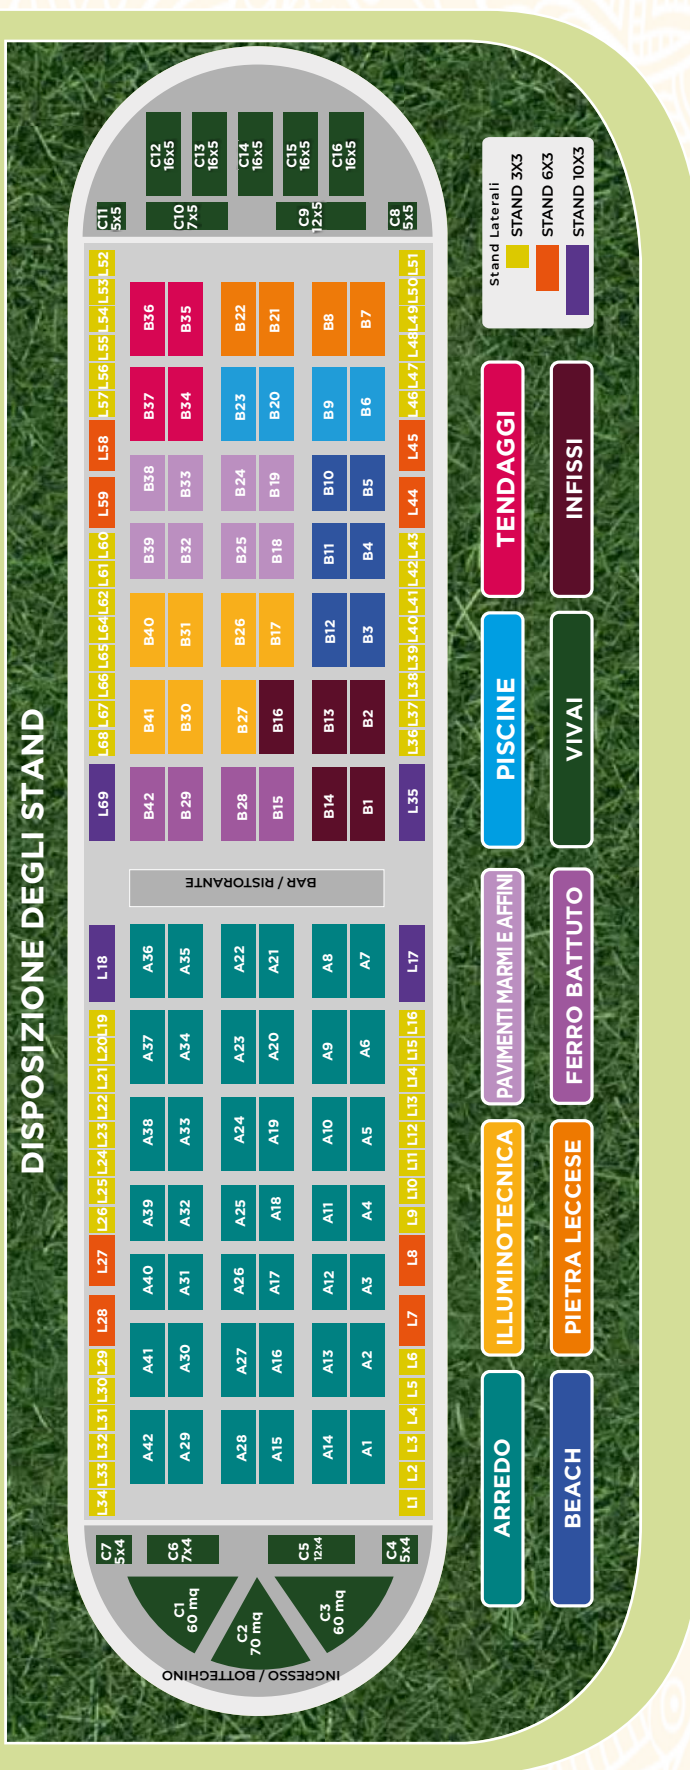 DISPOSIZIONE DEGLI STAND
C12
16x5
C13
16x5
C14
16x5
C15
16x5
C16
16x5
C11
5x5
C10
7x5
C9
12x5
C8
5x5
L52
L53
L54
L55
L56
L57
L58
L59
L60
L61
L62
L64
L65
L66
L67
L68
L69
B36 B35 B22 B21 B8 B7
B37 B34 B23 B20 B9 B6
B38 B33 B24 B19 B10 B5
B39 B32 B25 B18 B11 B4
B40 B31 B26 B17 B12 B3
B41 B30 B27 B16 B13 B2
B42 B29 B28 B15 B14 B1
L51
L50
L49
L48
L47
L46
L45
L44
L43
L42
L41
L40
L39
L38
L37
L36
L35
BAR / RISTORANTE
L18
L19
L20
L21
L22
L23
L24
L25
L26
L27
L28
L29
L30
L31
L32
L33
L34
A36 A35 A22 A21 A8 A7
A37 A34 A23 A20 A9 A6
A38 A33 A24 A19 A10 A5
A39 A32 A25 A18 A11 A4
A40 A31 A26 A17 A12 A3
A41 A30 A27 A16 A13 A2
A42 A29 A28 A15 A14 A1
L17
L16
L15
L14
L13
L12
L11
L10
L9
L8
L7
L6
L5
L4
L3
L2
L1
C7
5x4
C6
7x4
C5
12x4
C4
5x4
C1
60 mq
C2
70 mq
C3
60 mq
INGRESSO / BOTTEGHINO
Stand Laterali
STAND 3X3
STAND 6X3
STAND 10X3
TENDAGGI
INFISSI
PISCINE
VIVAI
PAVIMENTI MARMI E AFFINI
FERRO BATTUTO
ILLUMINOTECNICA
PIETRA LECCESE
ARREDO
BEACH